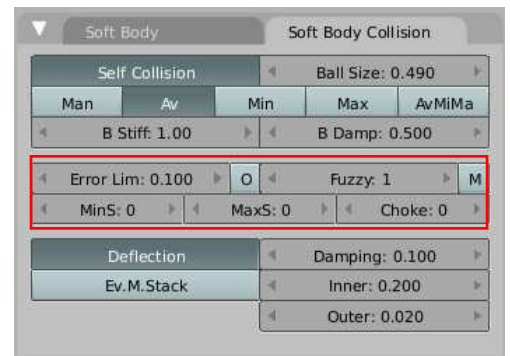 Soft Body Soft Body Collision
Self Collision Ball Size: 0.490
Man Av Min Max AvMiMa
B Stiff: 1.00 B Damp: 0.500
Error Lim: 0.100 O Fuzzy: 1 M
MinS: 0 MaxS: 0 Choke: 0
Deflection Damping: 0.100
Ev.M.Stack Inner: 0.200
Outer: 0.020